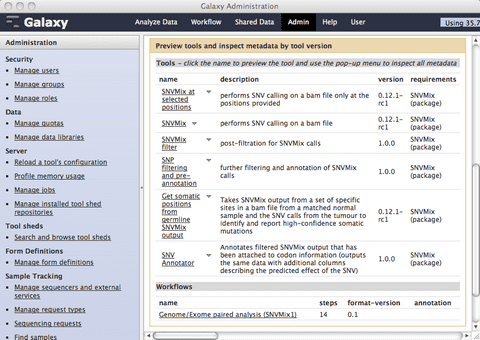 Galaxy Administration
Galaxy
Analyze Data Workflow Shared Data Admin Help User
Using 35.7
Administration
Security
Manage users
Manage groups
Manage roles
Data
Manage quotas
Manage data libraries
Server
Reload a tool's configuration
Profile memory usage
Manage jobs
Manage installed tool shed
repositories
Tool sheds
Search and browse tool sheds
Form Definitions
Manage form definitions
Sample Tracking
Manage sequencers and external
services
Manage request types
Sequencing requests
Find samples
Preview tools and inspect metadata by tool version
Tools - click the name to preview the tool and use the pop-up menu to inspect all metadata
name description version requirements
SNVMix at
selected
positions
performs SNV calling on a bam file only at the
positions provided
0.12.1-
rc1
SNVMix
(package)
SNVMix
performs SNV calling on a bam file
0.12.1-
rc1
SNVMix
(package)
SNVMix
filter
post-filtration for SNVMix calls
1.0.0
SNVMix
(package)
SNP
filtering
and pre-
annotation
further filtering and annotation of SNVMix
calls
1.0.0
SNVMix
(package)
Get somatic
positions
from
germline
SNVMix
output
Takes SNVMix output from a set of specific
sites in a bam file from a matched normal
sample and the SNV calls from the tumour to
identify and report high-confidence somatic
mutations
0.12.1-
rc1
SNVMix
(package)
SNV
Annotator
Annotates filtered SNVMix output that has
been attached to codon information (outputs
the same data with additional columns
describing the predicted effect of the SNV)
1.0.0
SNVMix
(package)
Workflows
name steps format-version annotation
Genome/Exome paired analysis (SNVMix1) 14 0.1